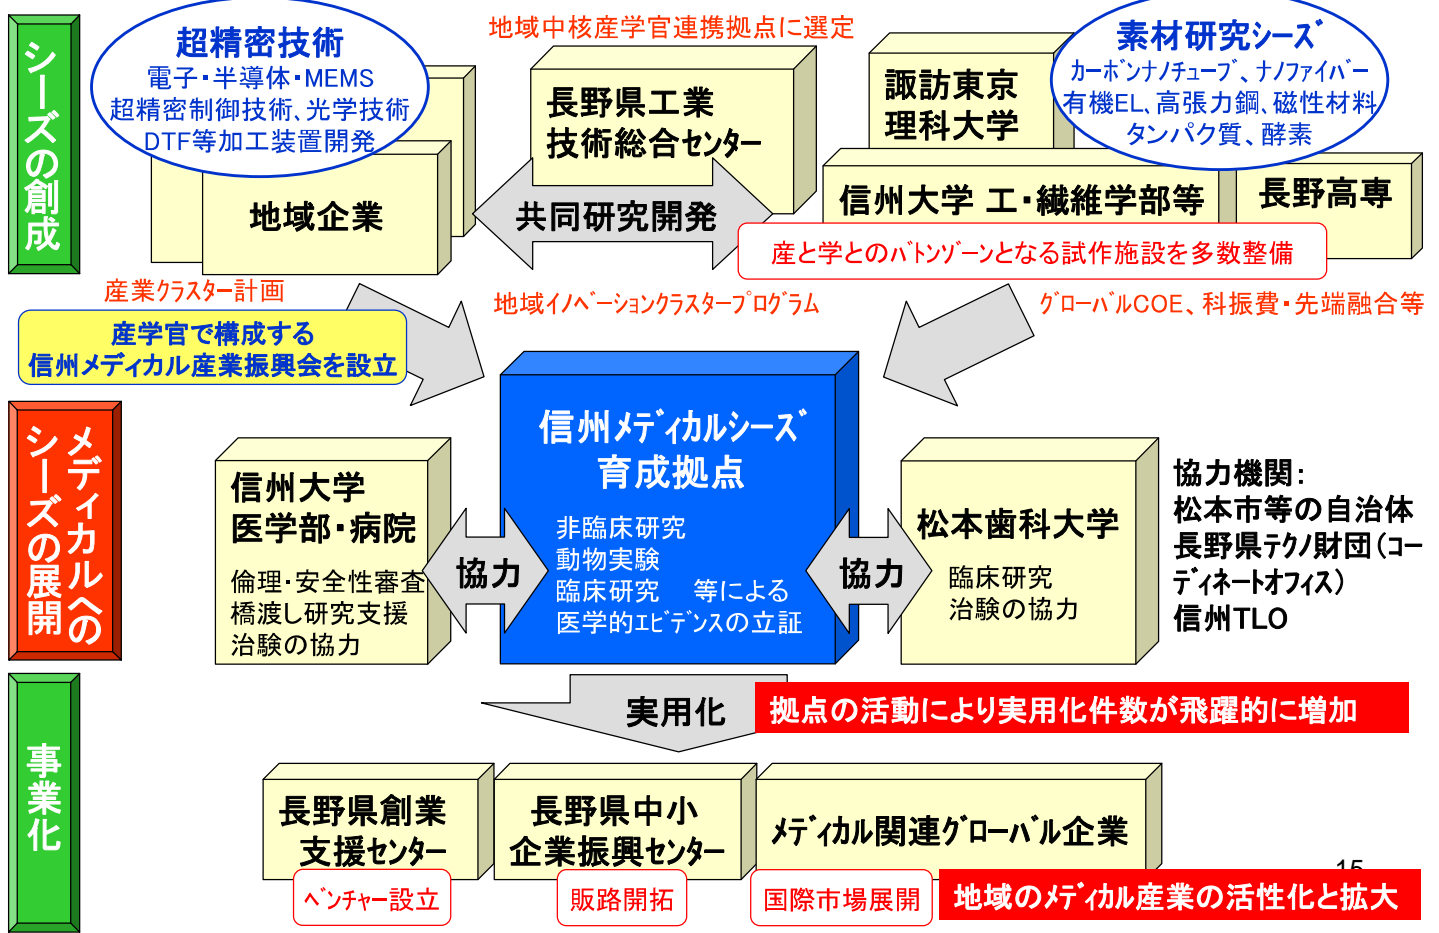 シーズの創成
超精密技術
電子・半導体・MEMS
超精密制御技術、光学技術
DTF等加工装置開発
地域企業
地域中核産学官連携拠点に選定
長野県工業
技術総合センター
共同研究開発
諏訪東京
理科大学
素材研究シーズ
カーボンナノチューブ、ナノファイバー
有機EL、高張力鋼、磁性材料
タンパク質、酵素
信州大学 工・繊維学部等
長野高専
産と学とのバトンゾーンとなる試作施設を多数整備
産業クラスター計画
地域イノベーションクラスタープログラム
グローバルCOE、科振費・先端融合等
産学官で構成する
信州メディカル産業振興会を設立
メディカルへの
シーズの展開
信州大学
医学部・病院
倫理・安全性審査
橋渡し研究支援
治験の協力
協力
信州メディカルシーズ
育成拠点
非臨床研究
動物実験
臨床研究 等による
医学的エビデンスの立証
協力
松本歯科大学
臨床研究
治験の協力
協力機関：
松本市等の自治体
長野県テクノ財団（コー
ディネートオフィス）
信州TLO
実用化
拠点の活動により実用化件数が飛躍的に増加
事業化
長野県創業
支援センター
ベンチャー設立
長野県中小
企業振興センター
販路開拓
メディカル関連グローバル企業
国際市場展開
15
地域のメディカル産業の活性化と拡大